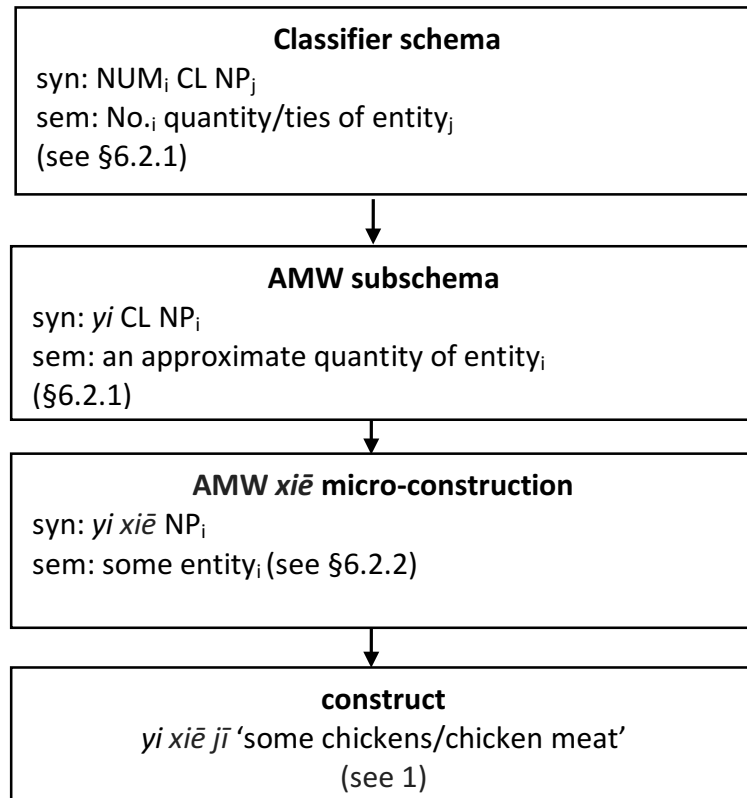 Classifier schema
syn: NUMᵢ CL NPⱼ
sem: No.ᵢ quantity/ties of entityⱼ
(see §6.2.1)
AMW subschema
syn: yi CL NPᵢ
sem: an approximate quantity of entityᵢ
(§6.2.1)
AMW xiē micro-construction
syn: yi xiē NPᵢ
sem: some entityᵢ (see §6.2.2)
construct
yi xiē jī ‘some chickens/chicken meat’
(see 1)